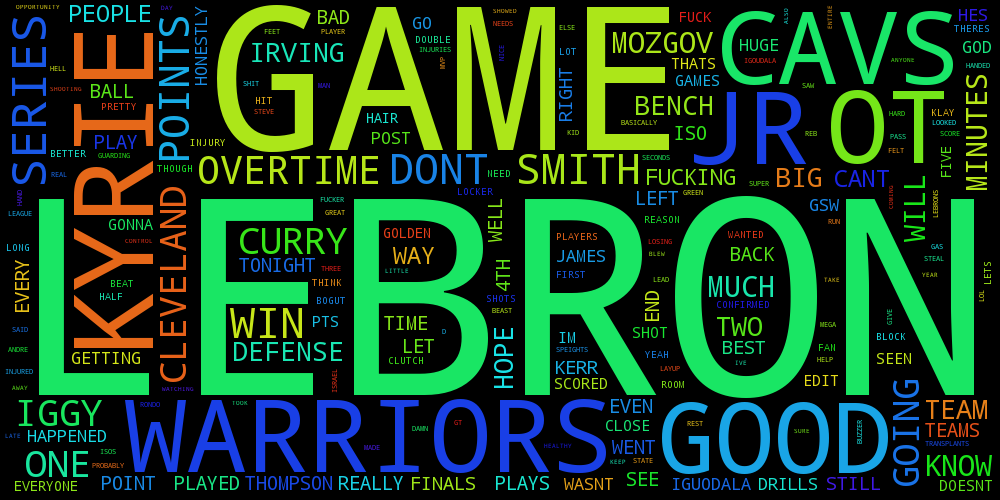 OPPORTUNITY
PEOPLE
DAY
SERIES
KYRIE
POINTS
HONESTLY
HELL
SHOOTING
BALL
PRETTY
PLAY
GUARDING
BETTER
REAL
THOUGH
INJURY
GAME
IRVING
FEET
BAD
PLAYER
SHIT
HIT
STEVE
MAN
HAIR
POST
GO
DOUBLE
INJURIES
MVP
SHOWED
NEEDS
NICE
ELSE
LOT
RIGHT
KID
FUCK
MOZGOV
THATS
GAMES
BENCH
BASICALLY
ISO
CAVS
HUGE
IGOUDALA
ALSO
ENTIRE
ANYONE
SAW
HES
THERES
GOD
HANDED
JR
OT
REB
HARD
PASS
FELT
KLAY
LOOKED
SCORE
FIVE
MINUTES
OVERTIME
DONT
NEED
SMITH
SECONDS
FUCKING
SUPER
BIG
CANT
COMING
LOCKER
LEFT
GREEN
REASON
GSW
RUN
WILL
LEBRONS
GAS
STEAL
YEAR
LETS
LOL
LEBRON
LEAGUE
LONG
EVERY
SAID
ANDRE
INJURED
AWAY
GONNA
CONTROL
BEAT
HALF
GETTING
CLEVELAND
WATCHING
FUCKER
GREAT
CURRY
TONIGHT
THREE
THINK
BOGUT
WIN
PTS
DEFENSE
ISRAEL
TOOK
GOLDEN
WAY
LITTLE
TIME
D
LET
CLUTCH
WELL
4TH
SHOTS
BEAST
HOPE
PLAYERS
JAMES
FIRST
IM
SPEIGHTS
KERR
SCORED
LOSING
BLEW
LEAD
END
SHOT
YEAH
LAYUP
ROOM
WANTED
BACK
MUCH
CONFIRMED
TWO
BEST
IVE
TAKE
MEGA
FAN
HELP
EDIT
GIVE
BLOCK
SEEN
IGGY
LATE
HAPPENED
ISOS
ONE
PROBABLY
EVERYONE
RONDO
WARRIORS
MADE
DAMN
GT
HEALTHY
POINT
PLAYED
THOMPSON
REALLY
FINALS
PLAYS
WASNT
EVEN
CLOSE
WENT
KEEP
STATE
SEE
GOOD
REST
SURE
BUZZER
IGUODALA
DRILLS
STILL
GOING
TEAM
TEAMS
TRANSPLANTS
KNOW
DOESNT